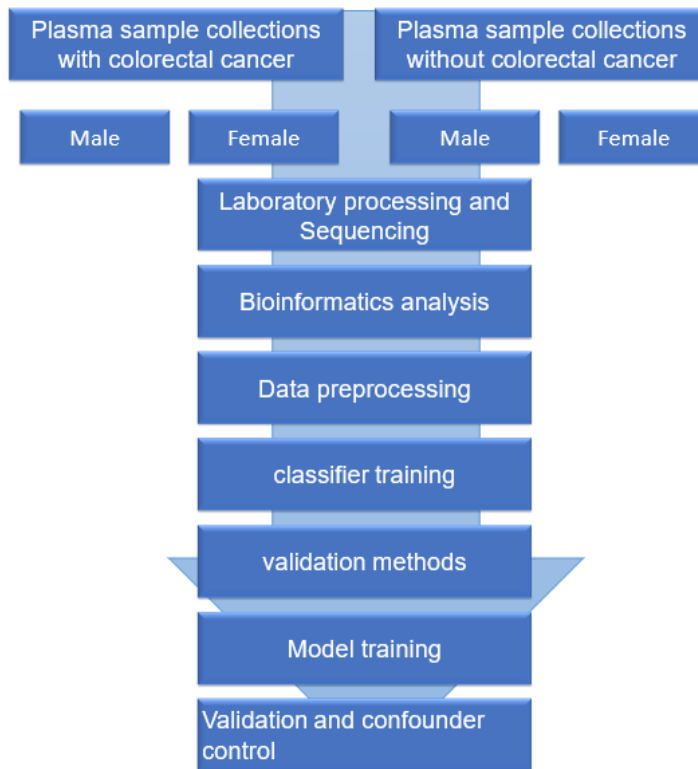 Plasma sample collections
with colorectal cancer
Plasma sample collections
without colorectal cancer
Male
Female
Male
Female
Laboratory processing and
Sequencing
Bioinformatics analysis
Data preprocessing
classifier training
validation methods
Model training
Validation and confounder
control